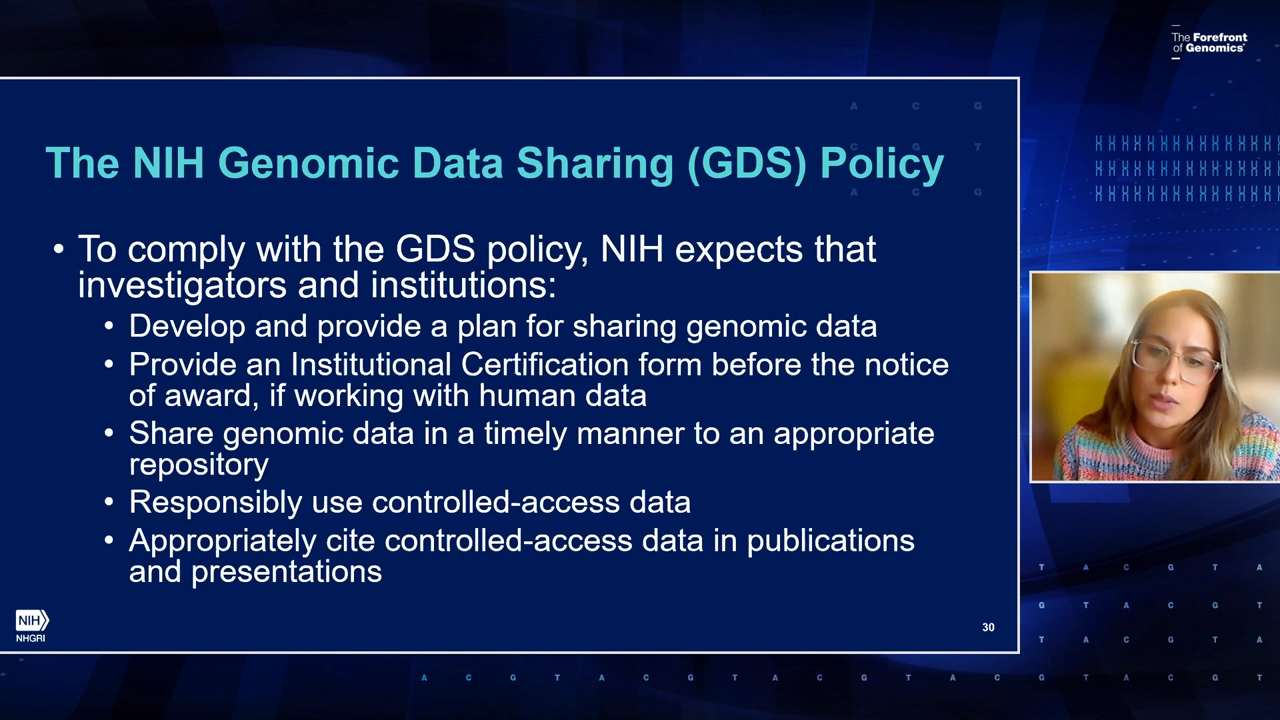 The Forefront
of Genomics®
A C G
C G T
A C G
The NIH Genomic Data Sharing (GDS) Policy
• To comply with the GDS policy, NIH expects that
investigators and institutions:
• Develop and provide a plan for sharing genomic data
• Provide an Institutional Certification form before the notice
of award, if working with human data
• Share genomic data in a timely manner to an appropriate
repository
• Responsibly use controlled-access data
• Appropriately cite controlled-access data in publications
and presentations
NIH
NHGRI
30
T A C G T A
G T A C G T
T A C G T A
A C G T A C G T A C G T A C G T A C G T